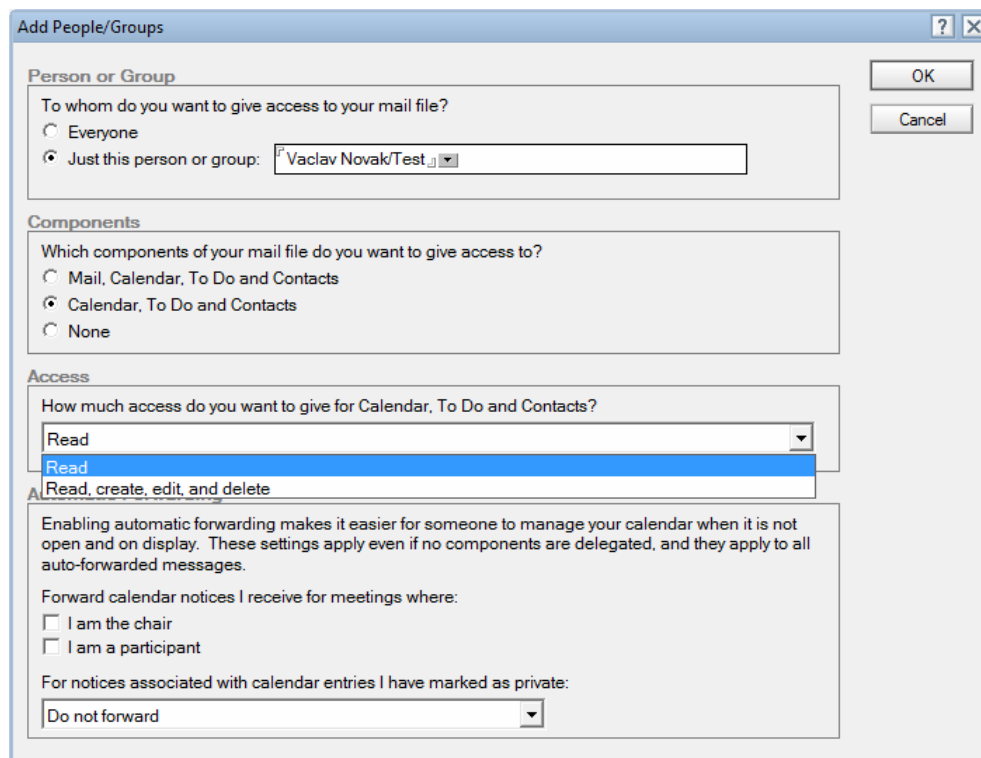 Add People/Groups
?
Person or Group
OK
To whom do you want to give access to your mail file?
Everyone
Cancel
Just this person or group:
Vaclav Novak/Test
Components
Which components of your mail file do you want to give access to?
Mail, Calendar, To Do and Contacts
Calendar, To Do and Contacts
None
Access
How much access do you want to give for Calendar, To Do and Contacts?
Read
Read
Read, create, edit, and delete
Enabling automatic forwarding makes it easier for someone to manage your calendar when it is not
open and on display. These settings apply even if no components are delegated, and they apply to all
auto-forwarded messages.
Forward calendar notices I receive for meetings where:
I am the chair
I am a participant
For notices associated with calendar entries I have marked as private:
Do not forward